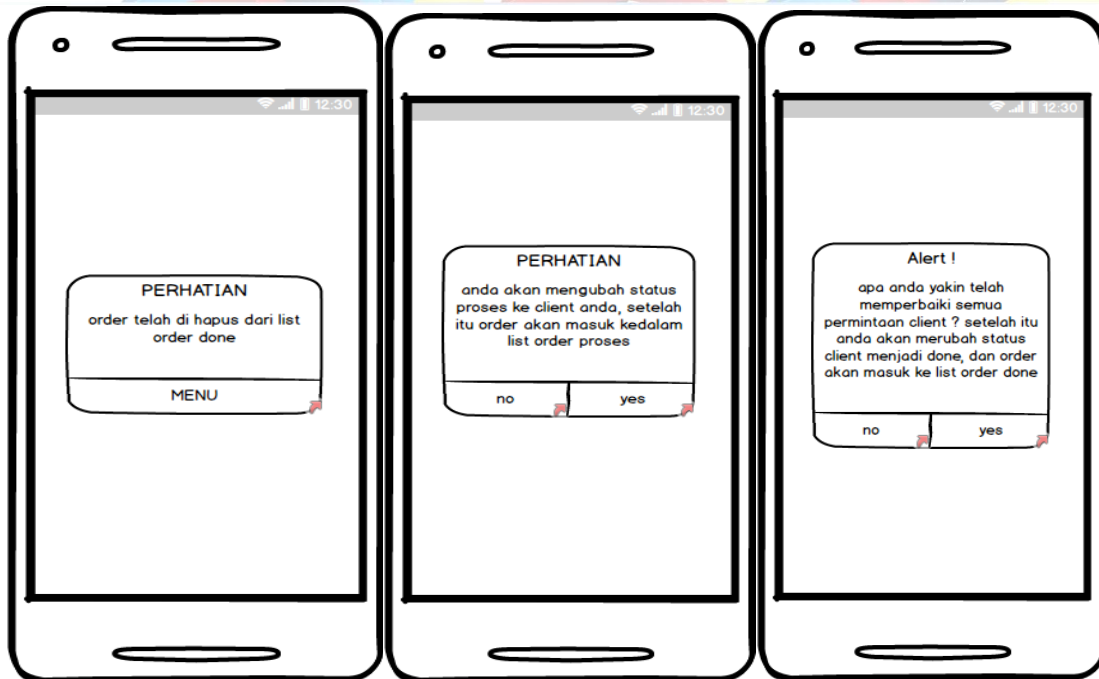 12:30
PERHATIAN
order telah di hapus dari list
order done
MENU
12:30
PERHATIAN
anda akan mengubah status
proses ke client anda, setelah
itu order akan masuk kedalam
list order proses
no
yes
12:30
Alert !
apa anda yakin telah
memperbaiki semua
permintaan client ? setelah itu
anda akan merubah status
client menjadi done, dan order
akan masuk ke list order done
no
yes